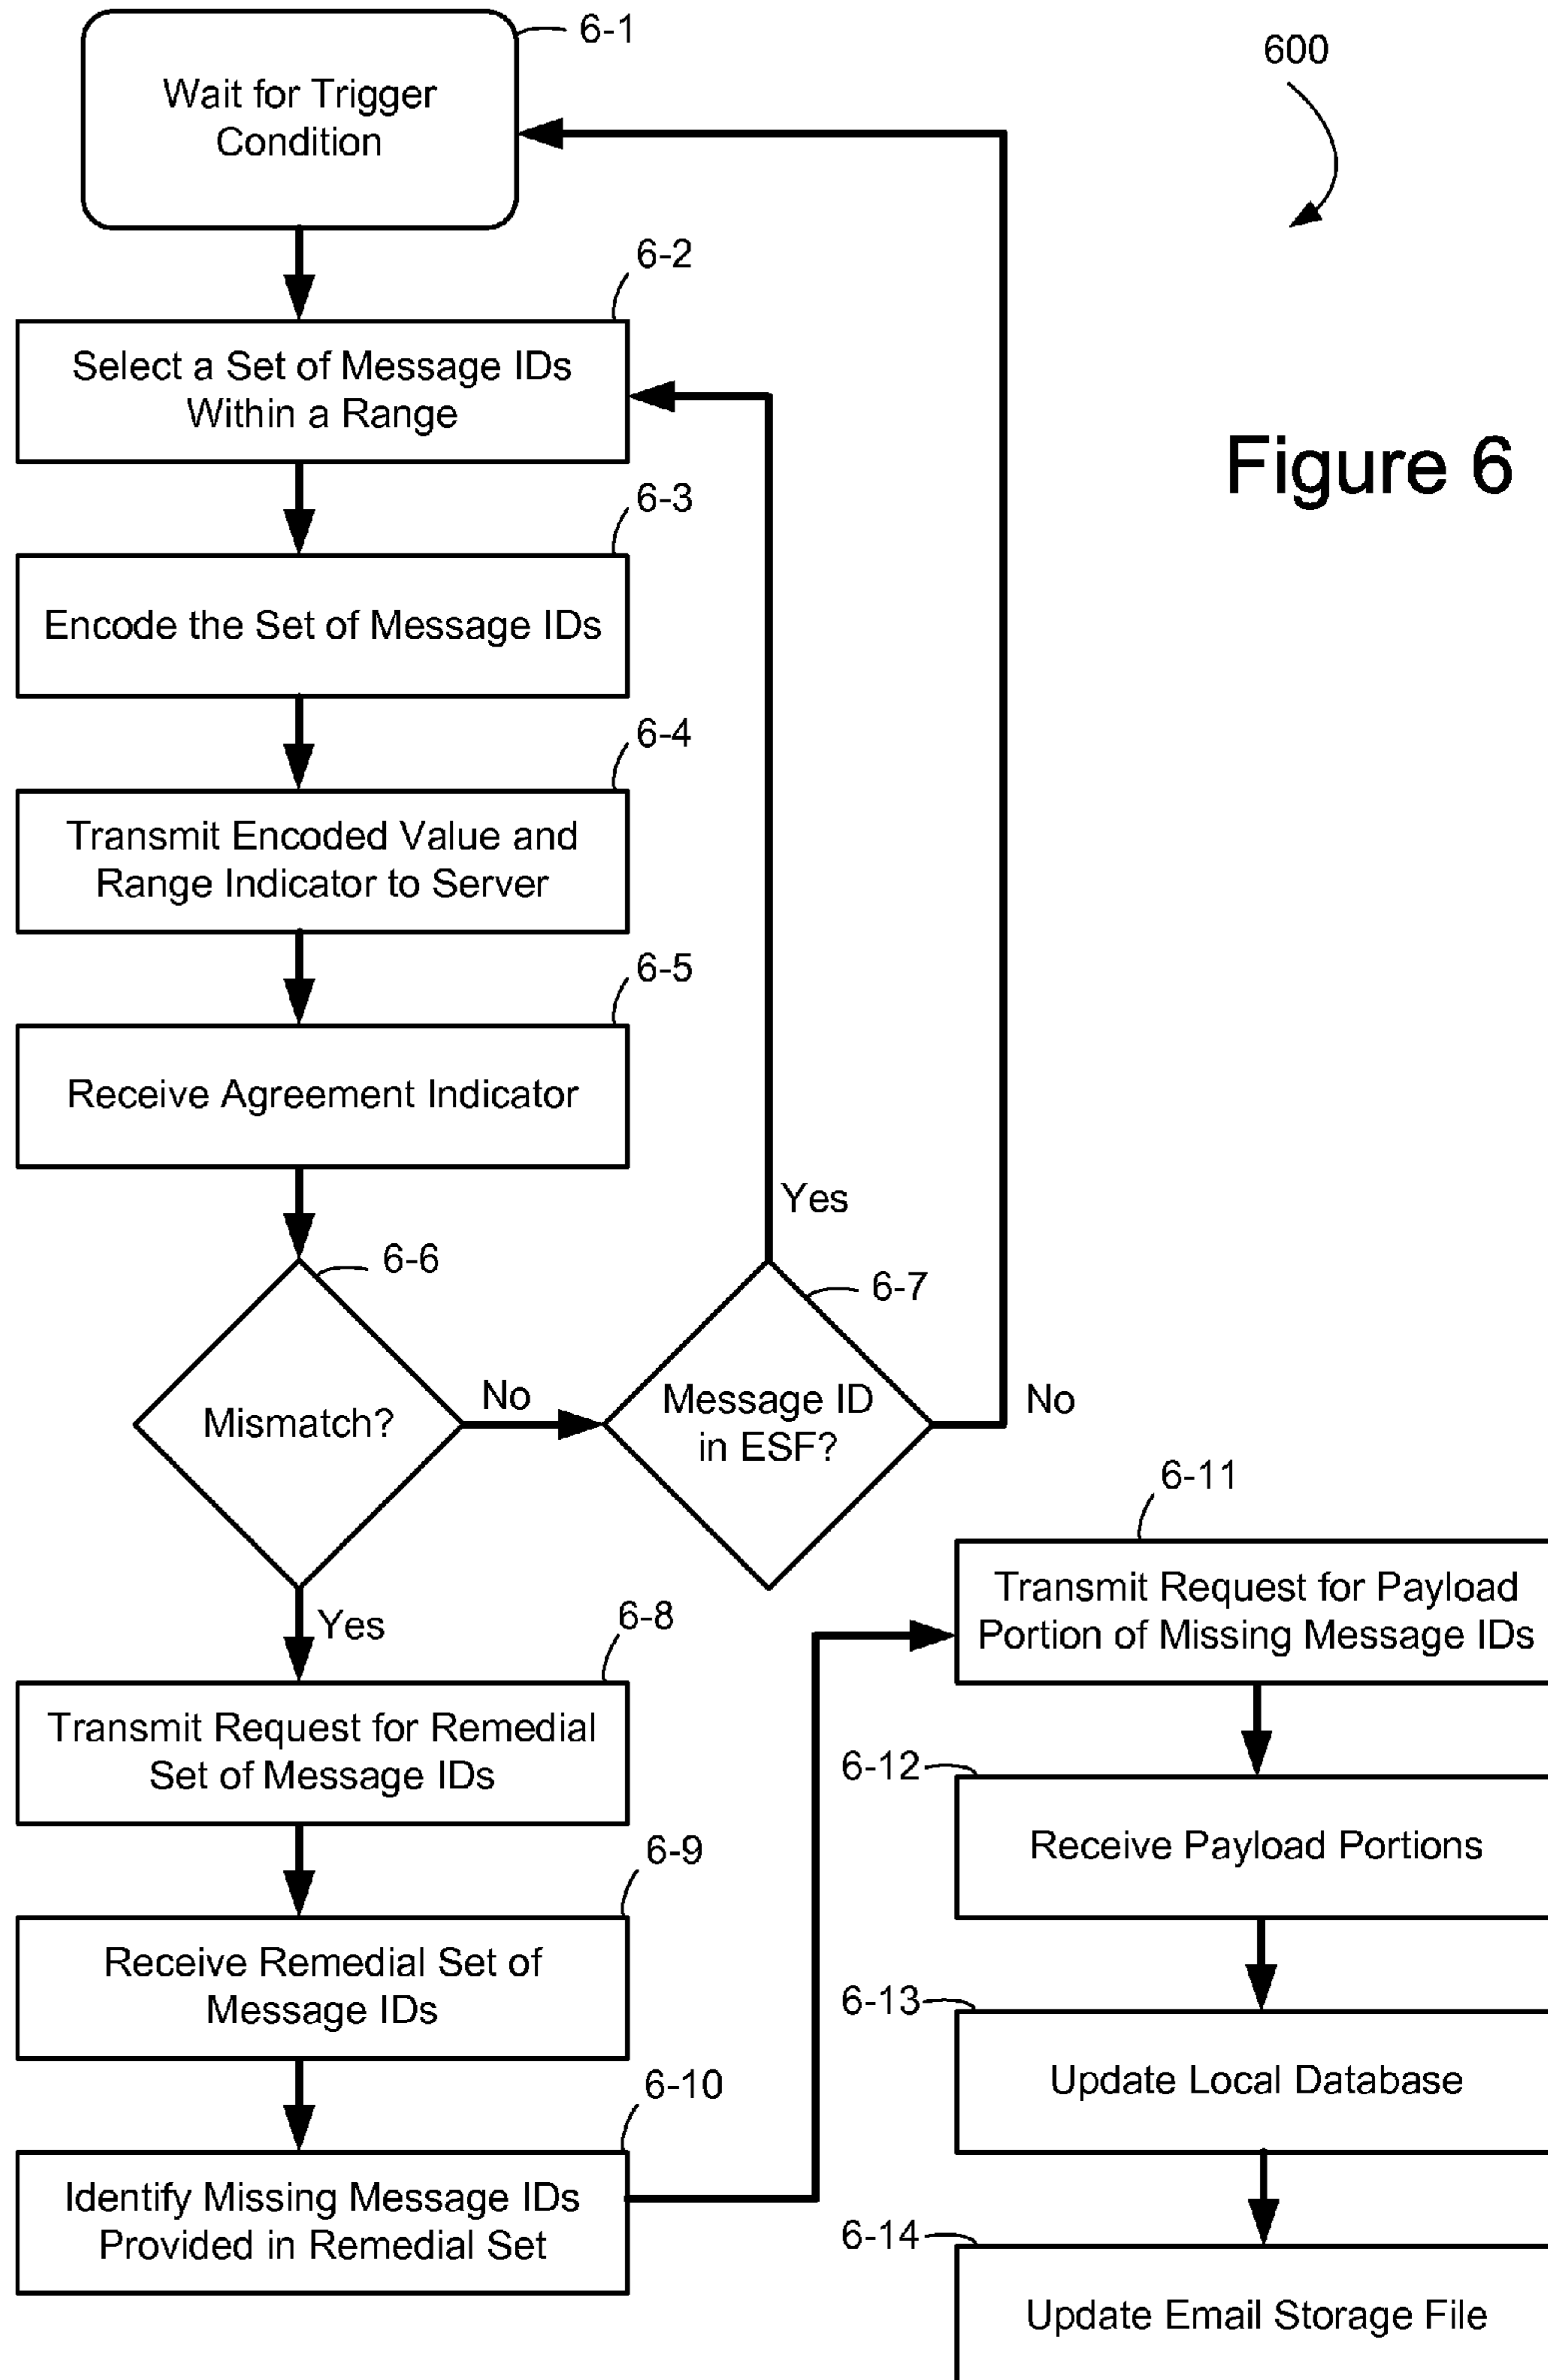 6-1
Wait for Trigger
Condition
600
6-2
Select a Set of Message IDs
Within a Range
Figure 6
6-3
Encode the Set of Message IDs
6-4
Transmit Encoded Value and
Range Indicator to Server
6-5
Receive Agreement Indicator
6-6
Mismatch?
No
Yes
6-7
Message ID
in ESF?
Yes
No
6-8
Transmit Request for Remedial
Set of Message IDs
6-9
Receive Remedial Set of
Message IDs
6-10
Identify Missing Message IDs
Provided in Remedial Set
6-11
Transmit Request for Payload
Portion of Missing Message IDs
6-12
Receive Payload Portions
6-13
Update Local Database
6-14
Update Email Storage File